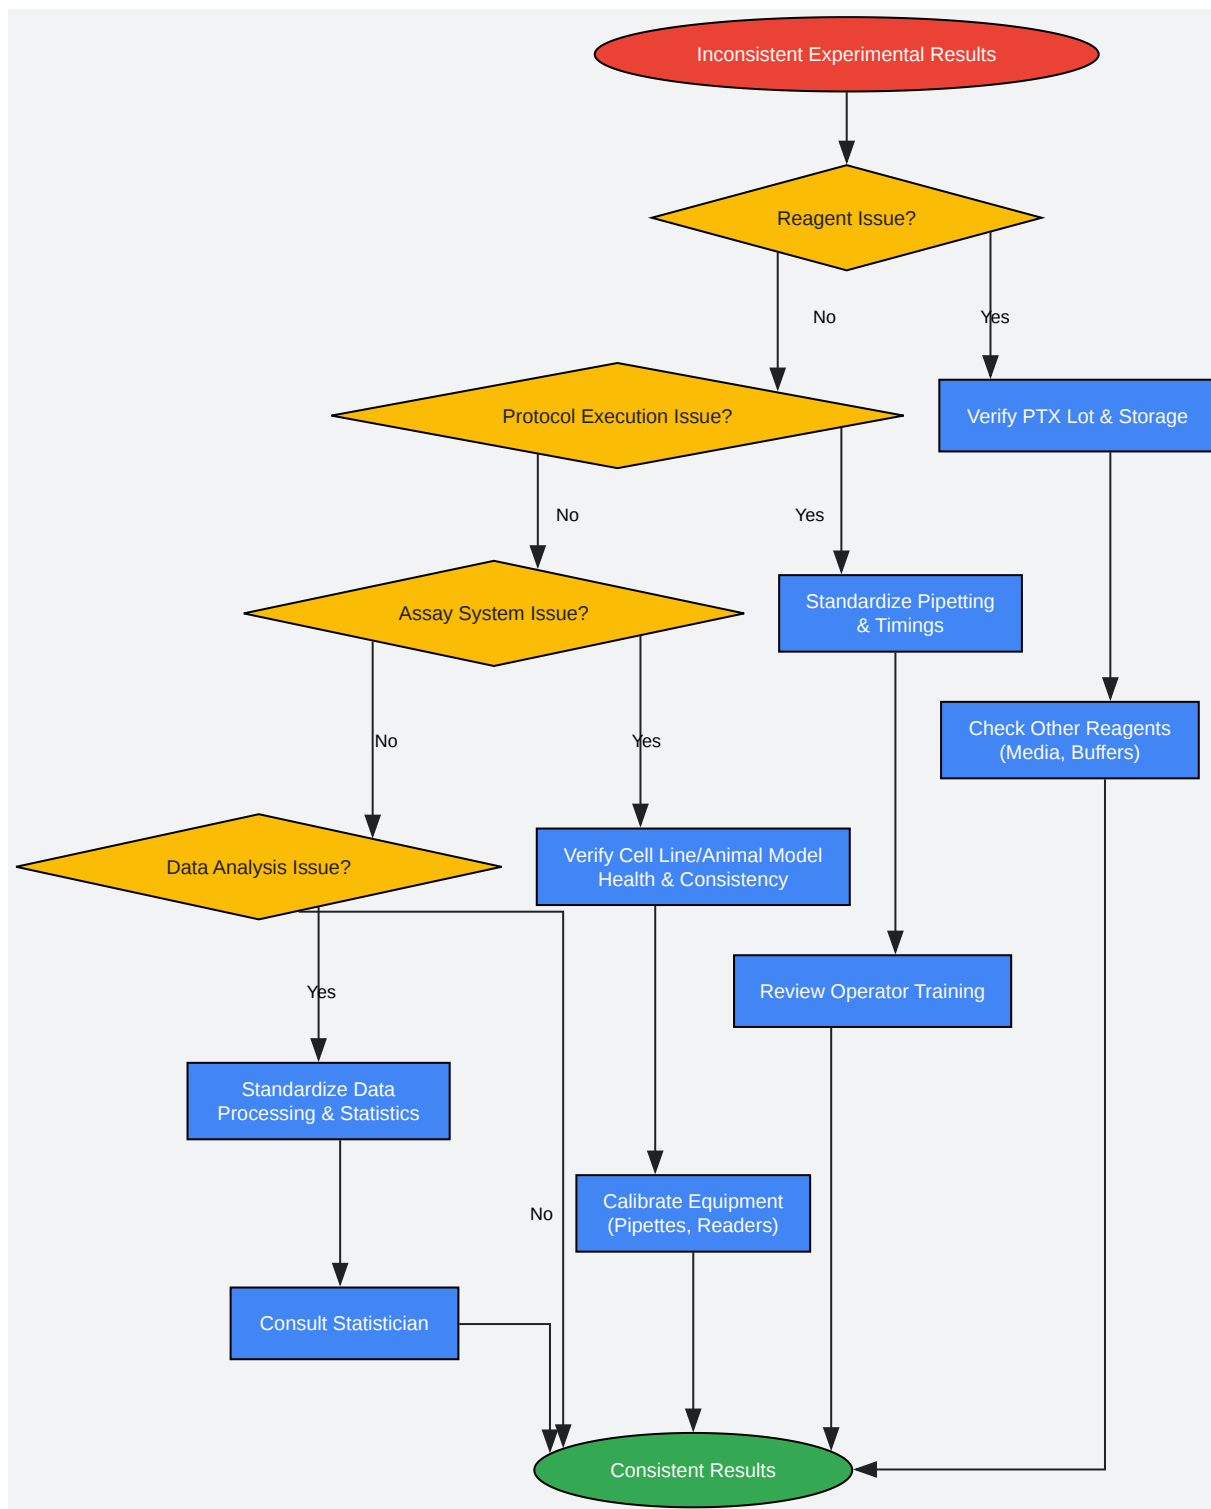 Inconsistent Experimental Results
Reagent Issue?
No
Yes
Protocol Execution Issue?
Verify PTX Lot & Storage
No
Yes
Assay System Issue?
Standardize Pipetting
& Timings
No
Yes
Check Other Reagents
(Media, Buffers)
Data Analysis Issue?
Verify Cell Line/Animal Model
Health & Consistency
Yes
Review Operator Training
Standardize Data
Processing & Statistics
No
Calibrate Equipment
(Pipettes, Readers)
Consult Statistician
Consistent Results